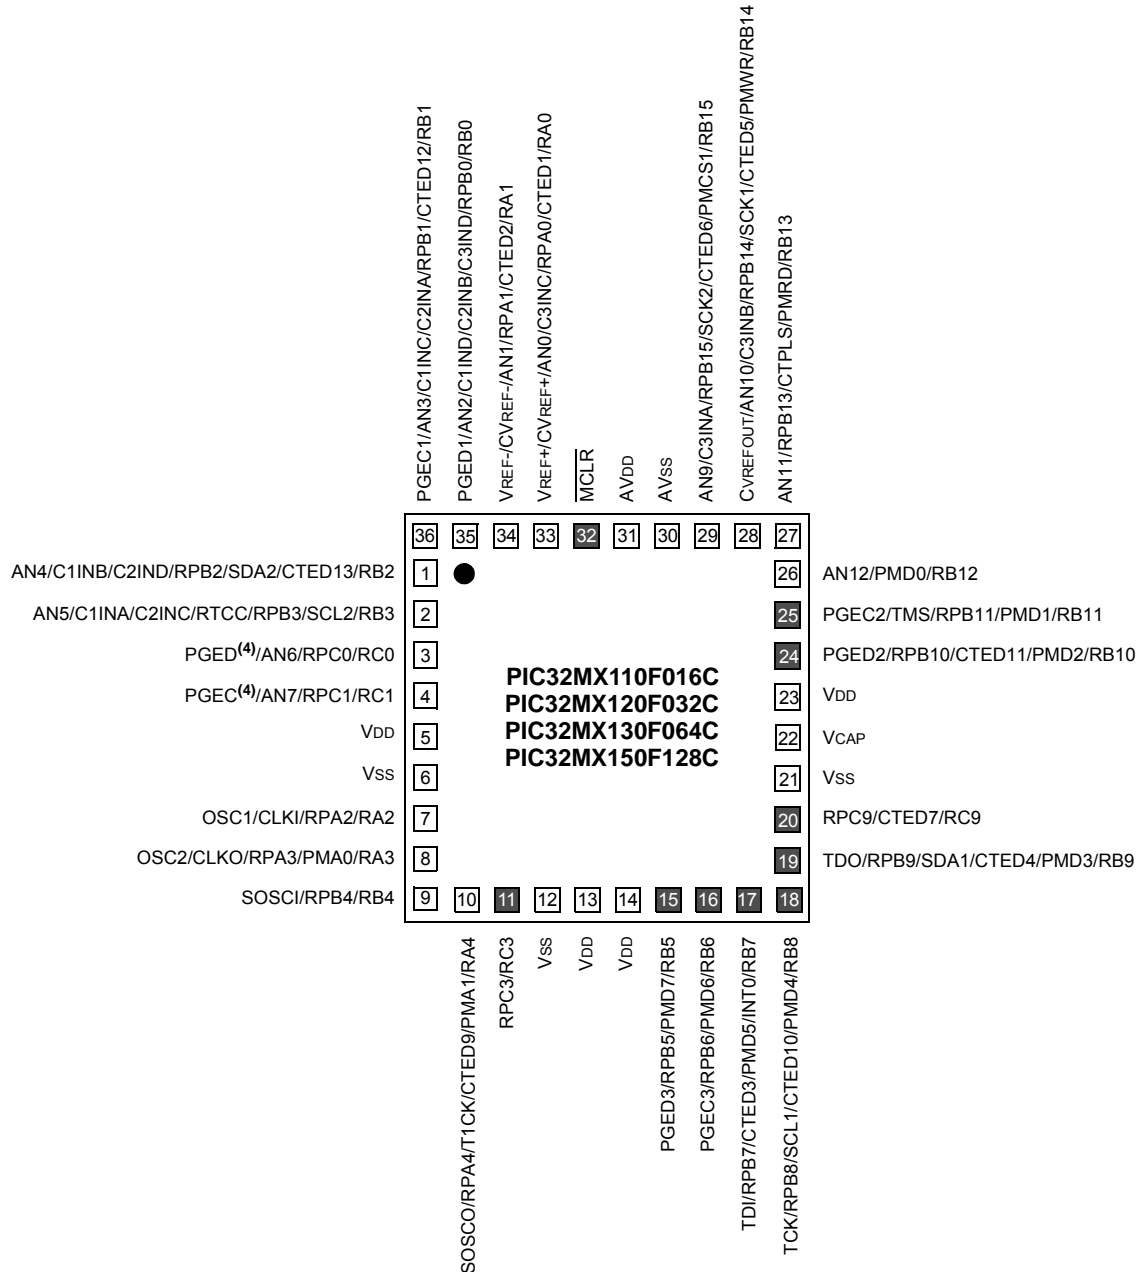 PGEC1/AN3/C1INC/C2INA/RPB1/CTED12/RB1
PGED1/AN2/C1IND/C2INB/C3IND/RPB0/RB0
VREF-/CVREF-/AN1/RPA1/CTED2/RA1
VREF+/CVREF+/AN0/C3INC/RPA0/CTED1/RA0
MCLR
AVDD
AVSS
AN9/C3INA/RPB15/SCK2/CTED6/PMCS1/RB15
CVREFOUT/AN10/C3INB/RPB14/SCK1/CTED5/PMWR/RB14
AN11/RPB13/CTPLS/PMRD/RB13
36 35 34 33 32 31 30 29 28 27
AN4/C1INB/C2IND/RPB2/SDA2/CTED13/RB2 1
26 AN12/PMD0/RB12
AN5/C1INA/C2INC/RTCC/RPB3/SCL2/RB3 2
25 PGEC2/TMS/RPB11/PMD1/RB11
PGED(4)/AN6/RPC0/RC0 3
24 PGED2/RPB10/CTED11/PMD2/RB10
PGEC(4)/AN7/RPC1/RC1 4
23 VDD
VDD 5
22 VCAP
VSS 6
21 VSS
OSC1/CLKI/RPA2/RA2 7
20 RPC9/CTED7/RC9
OSC2/CLKO/RPA3/PMA0/RA3 8
19 TDO/RPB9/SDA1/CTED4/PMD3/RB9
SOSCI/RPB4/RB4 9
PIC32MX110F016C
PIC32MX120F032C
PIC32MX130F064C
PIC32MX150F128C
10 11 12 13 14 15 16 17 18
SOSCO/RPA4/T1CK/CTED9/PMA1/RA4
RPC3/RC3
VSS
VDD
VDD
PGED3/RPB5/PMD7/RB5
PGEC3/RPB6/PMD6/RB6
TDI/RPB7/CTED3/PMD5/INT0/RB7
TCK/RPB8/SCL1/CTED10/PMD4/RB8